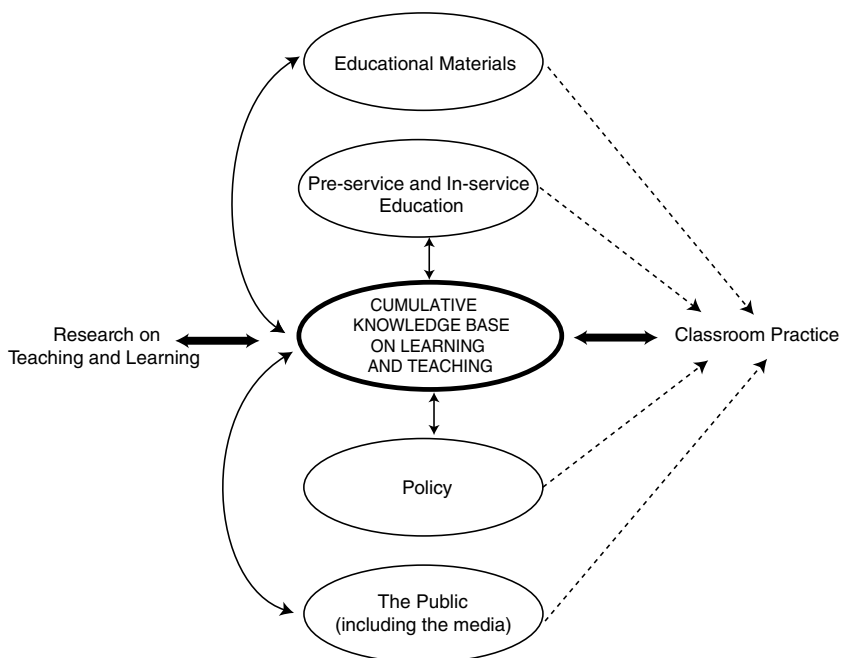 Educational Materials
Pre-service and In-service
Education
CUMULATIVE
KNOWLEDGE BASE
ON LEARNING
AND TEACHING
Research on
Teaching and Learning
Classroom Practice
Policy
The Public
(including the media)